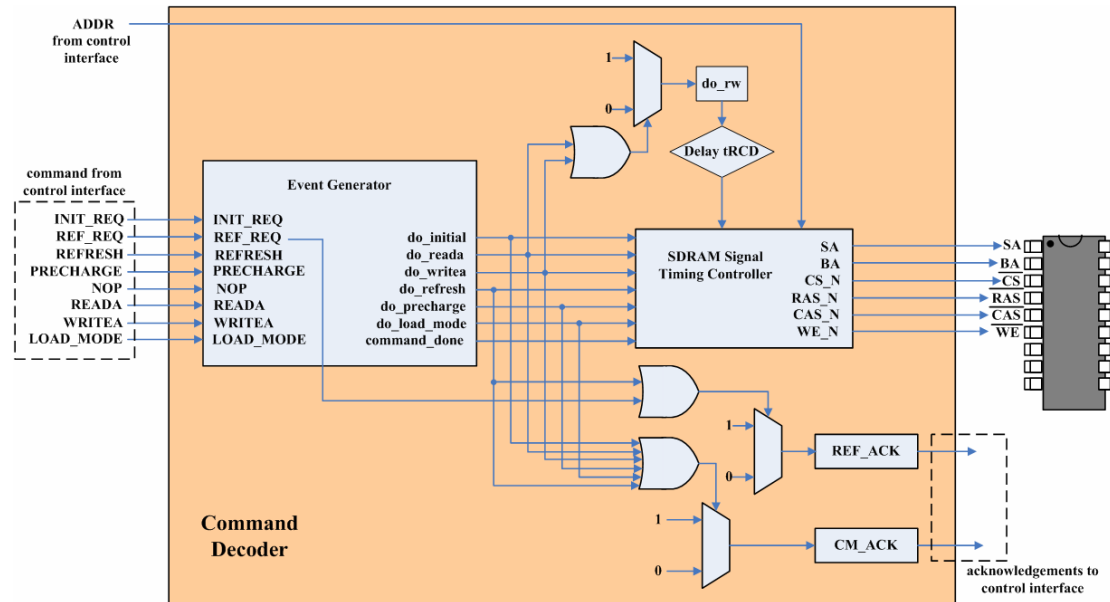 ADDR
from control
interface
1
0
do_rw
Delay tRCD
command from
control interface
INIT_REQ
REF_REQ
REFRESH
PRECHARGE
NOP
READA
WRITEA
LOAD_MODE
Event Generator
INIT_REQ
REF_REQ
REFRESH
PRECHARGE
NOP
READA
WRITEA
LOAD_MODE
do_initial
do_reada
do_writea
do_refresh
do_precharge
do_load_mode
command_done
SDRAM Signal
Timing Controller
SA
BA
CS_N
RAS_N
CAS_N
WE_N
SA
BA
CS
RAS
CAS
WE
1
0
REF_ACK
1
0
CM_ACK
Command
Decoder
acknowledgements to
control interface